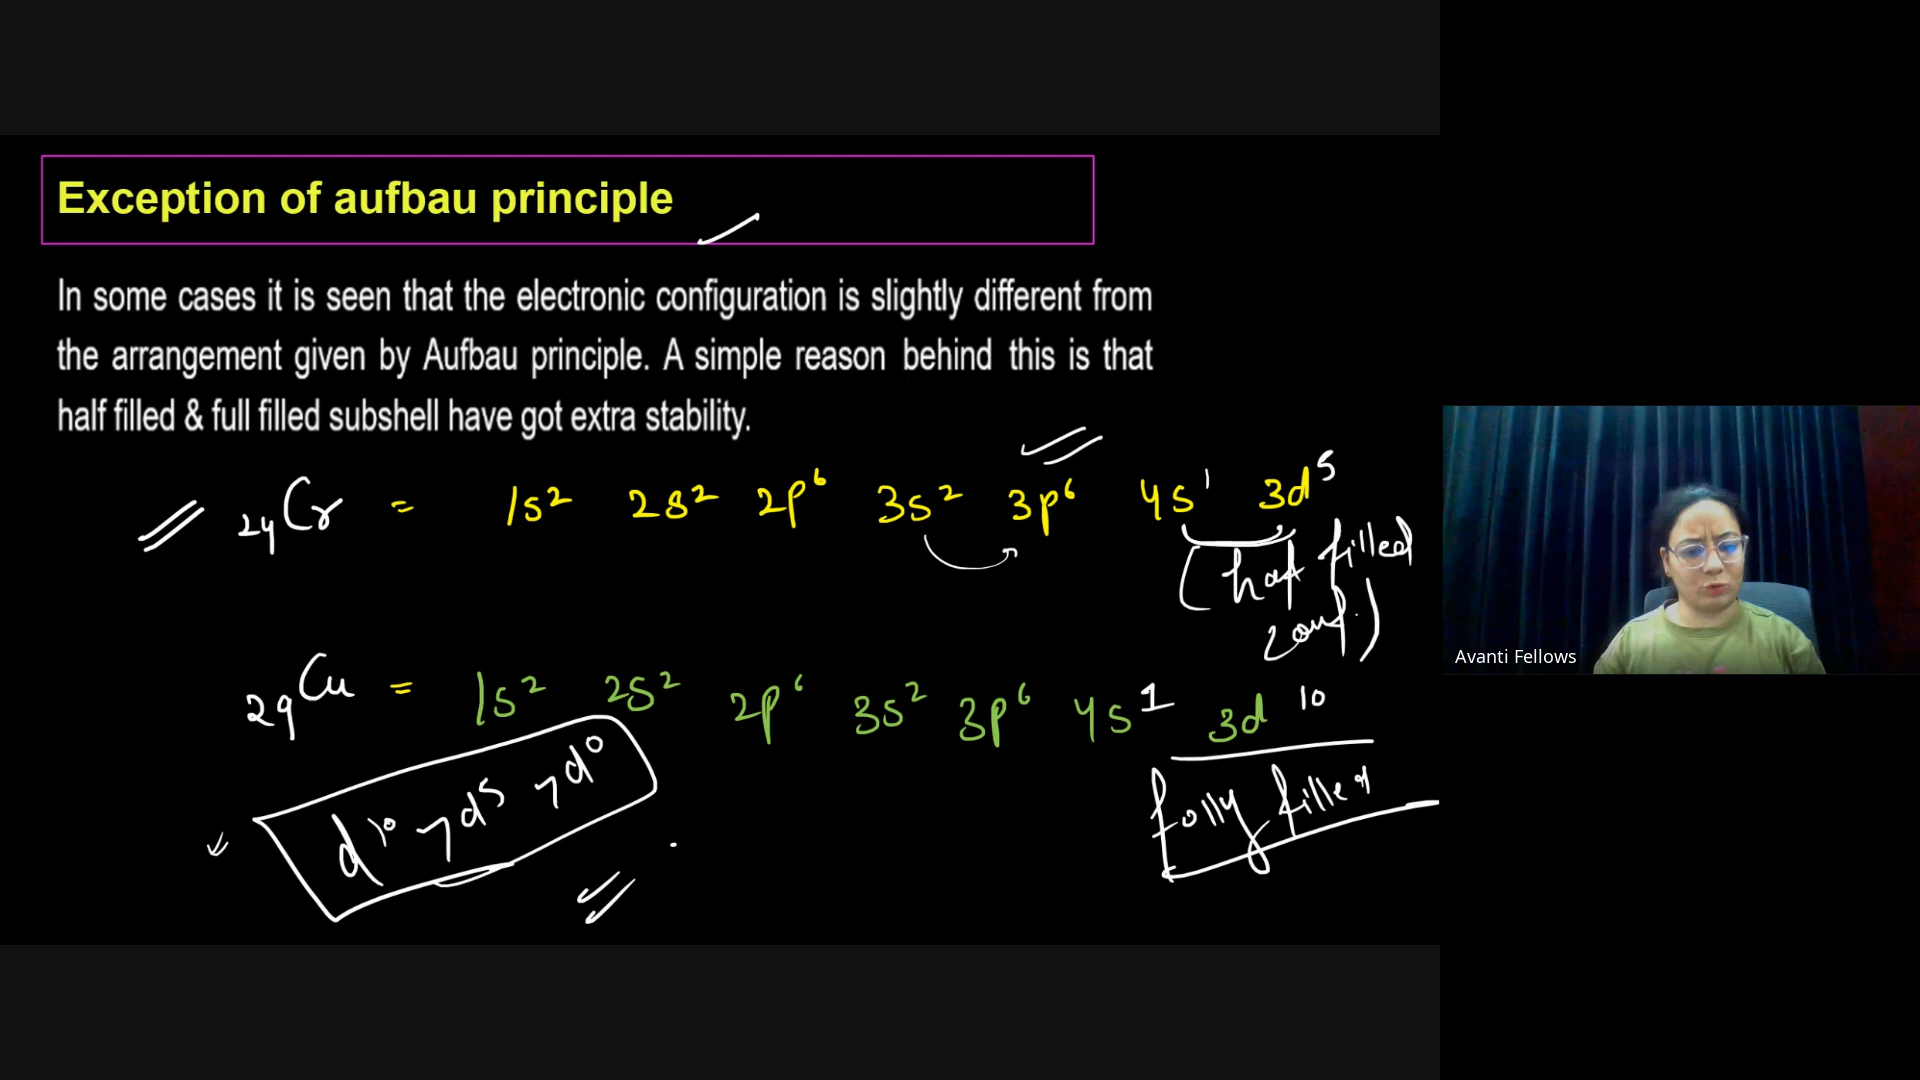 Exception of aufbau principle
In some cases it is seen that the electronic configuration is slightly different from
the arrangement given by Aufbau principle. A simple reason behind this is that
half filled & full filled subshell have got extra stability.
24Cr = 1s² 2s² 2p⁶ 3s² 3p⁶ 4s¹ 3d⁵
(half filled
conf.)
29Cu = 1s² 2s² 2p⁶ 3s² 3p⁶ 4s¹ 3d¹⁰
fully filled
d¹⁰ > d⁵ > d⁰
Avanti Fellows